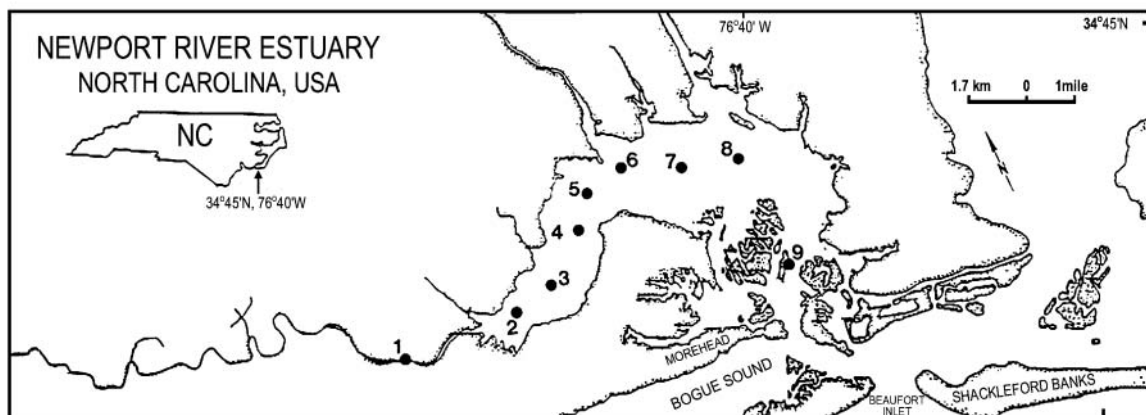 NEWPORT RIVER ESTUARY
NORTH CAROLINA, USA
NC
34°45'N, 76°40'W
76°40' W
34°45'N
1.7 km 0 1mile
N
1
2
3
4
5
6
7
8
9
MOREHEAD
BOGUE SOUND
BEAUFORT
INLET
SHACKLEFORD BANKS